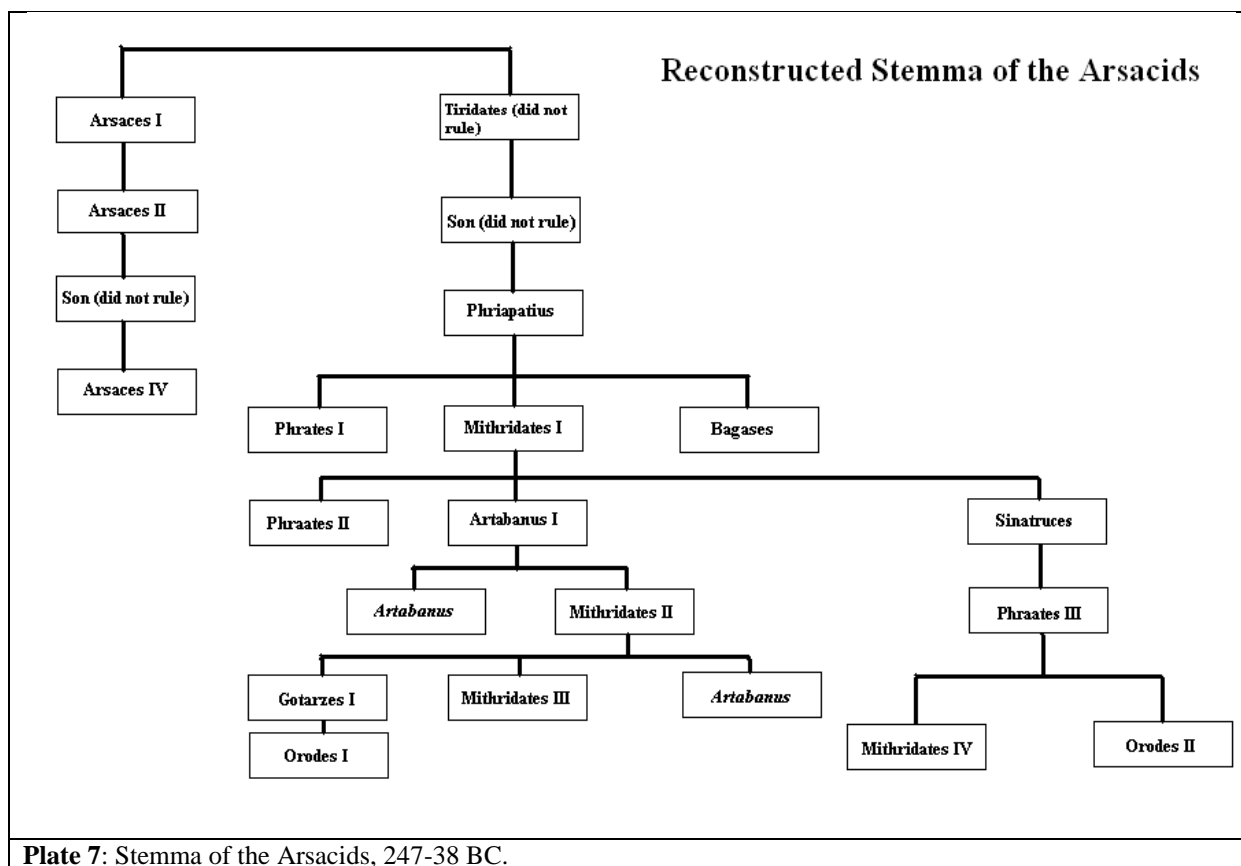 Reconstructed Stemma of the Arsacids
Arsaces I
Tiridates (did not
rule)
Arsaces II
Son (did not rule)
Son (did not rule)
Phriapatius
Arsaces IV
Phrates I
Mithridates I
Bagases
Phraates II
Artabanus I
Sinatruces
Artabanus
Mithridates II
Phraates III
Gotarzes I
Mithridates III
Artabanus
Orodes I
Mithridates IV
Orodes II
Plate 7: Stemma of the Arsacids, 247-38 BC.